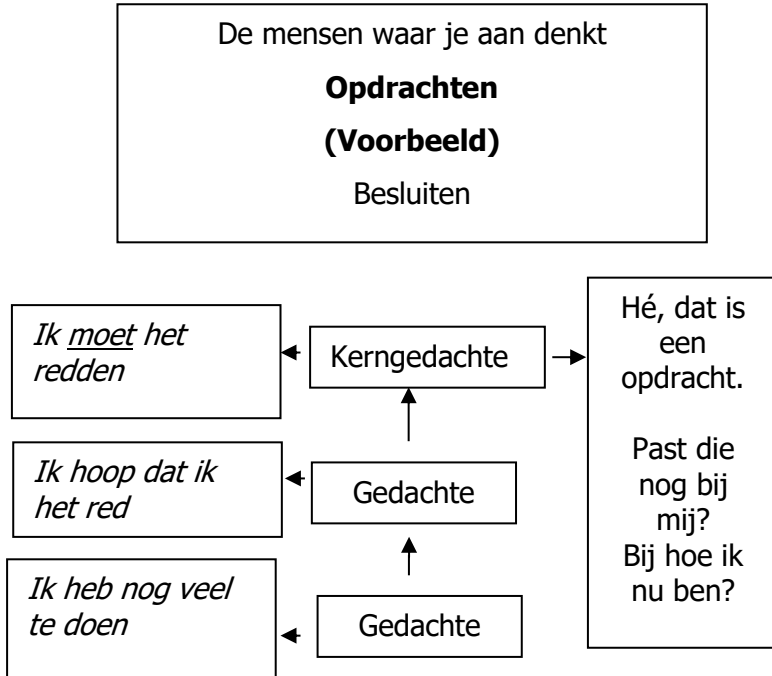 De mensen waar je aan denkt
Opdrachten
(Voorbeeld)
Besluiten
Ik moet het
redden
Kerngedachte
Hé, dat is
een
opdracht.
Past die
nog bij
mij?
Bij hoe ik
nu ben?
Ik hoop dat ik
het red
Gedachte
Ik heb nog veel
te doen
Gedachte